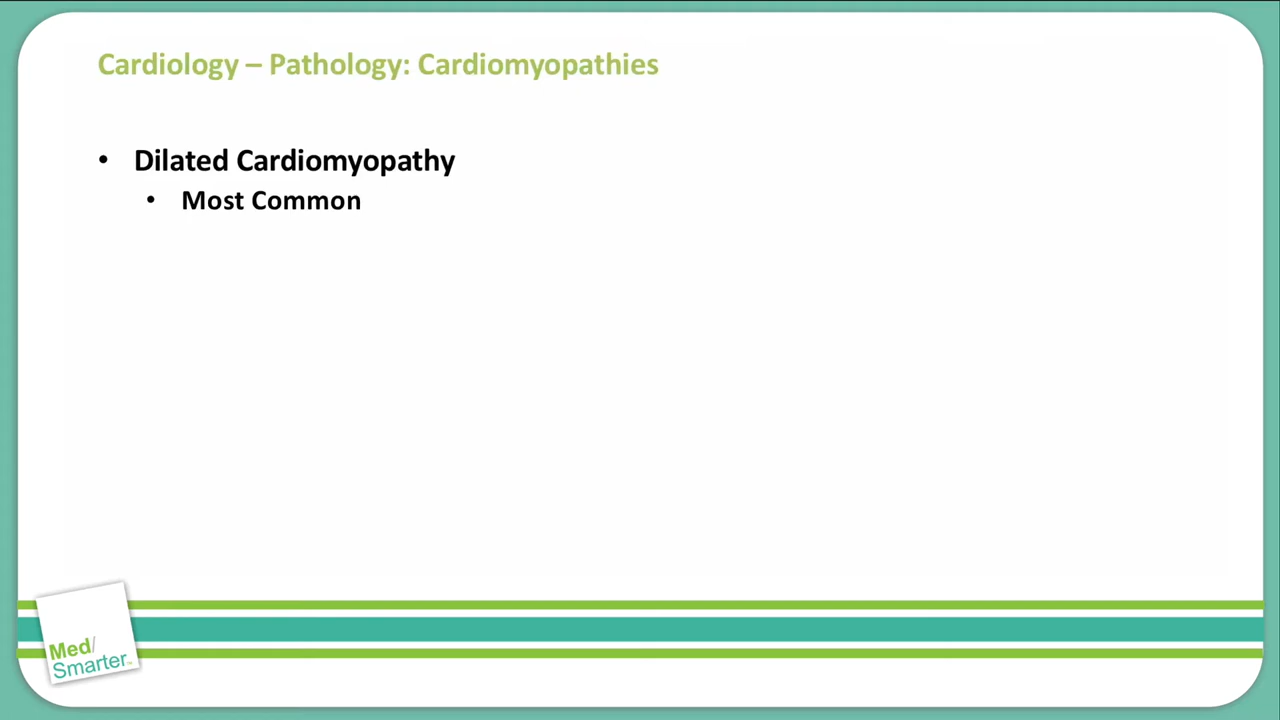 Cardiology – Pathology: Cardiomyopathies
• Dilated Cardiomyopathy
• Most Common
Med/
Smarter